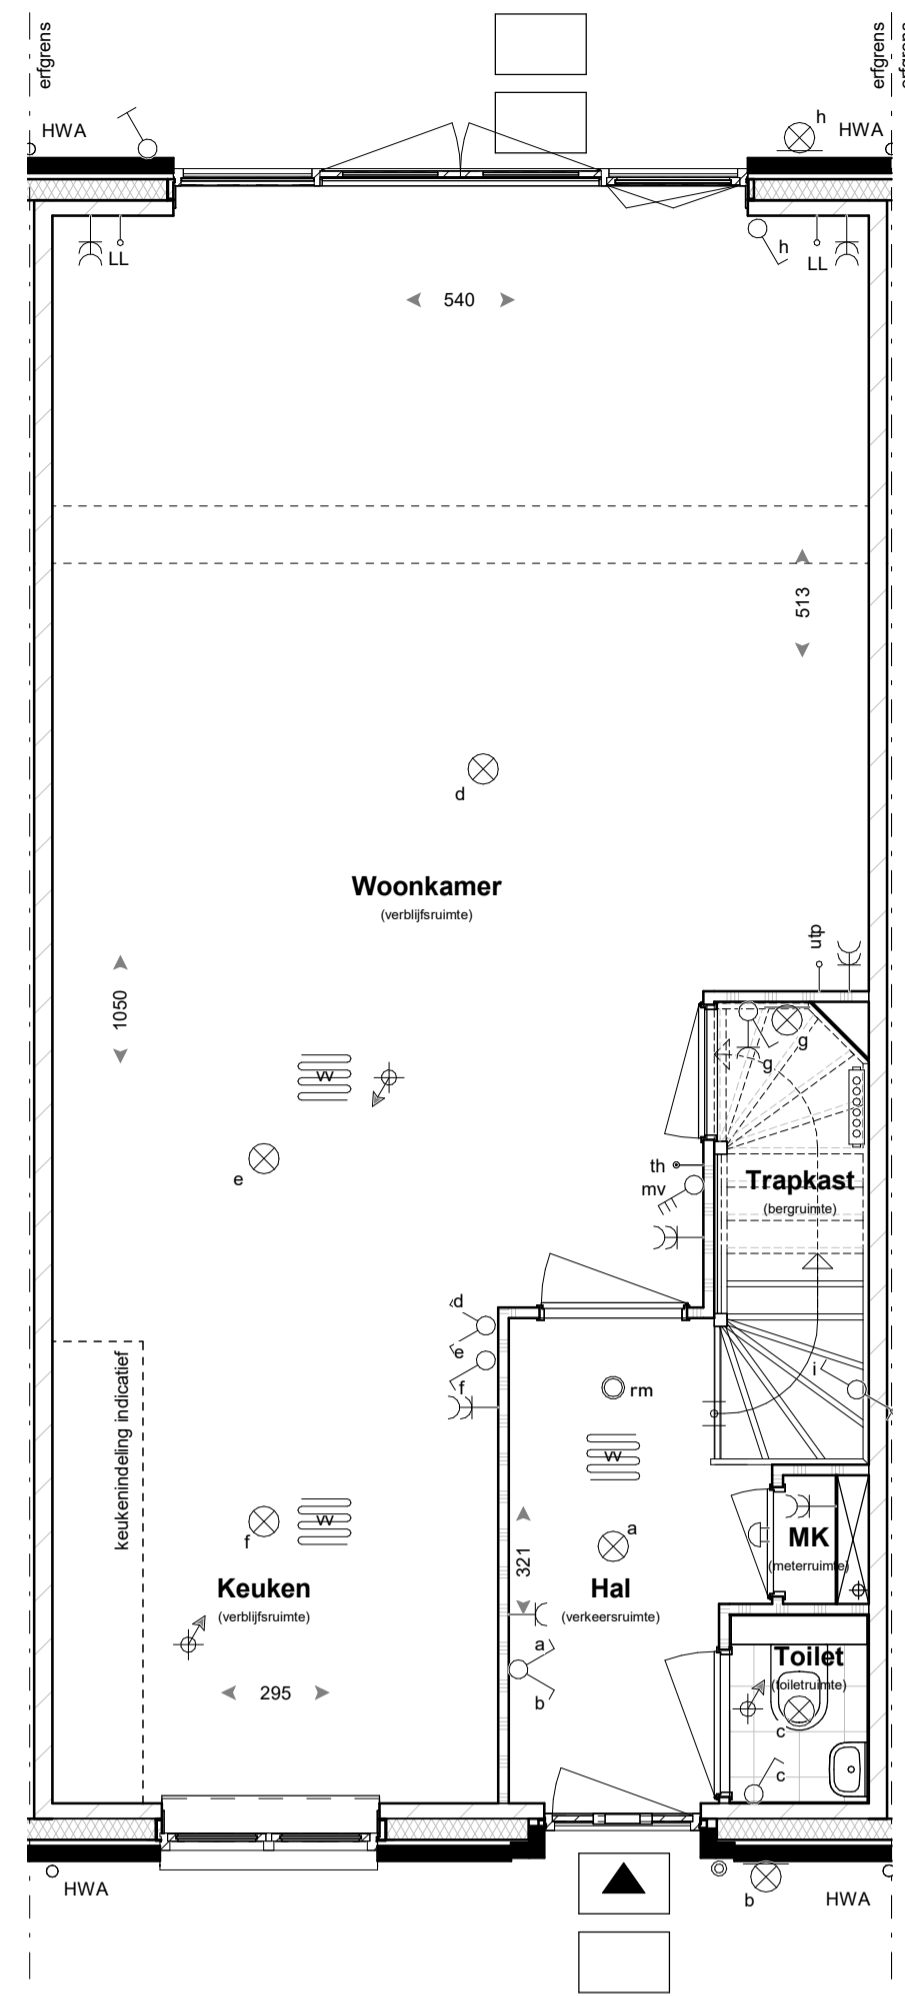 erfgrens
erfgrens
erfgrens
HWA
h
HWA
LL
h
LL
540
513
d
Woonkamer
(verblijfsruimte)
utp
1050
g
g
vv
e
th
mv
Trapkast
(bergruimte)
d
e
f
keukenindeling indicatief
i
rm
vv
f
vv
a
321
MK
(meterruimte)
Keuken
(verblijfsruimte)
Hal
(verkeersruimte)
a
b
Toilet
(toiletruimte)
c
c
295
HWA
b
HWA